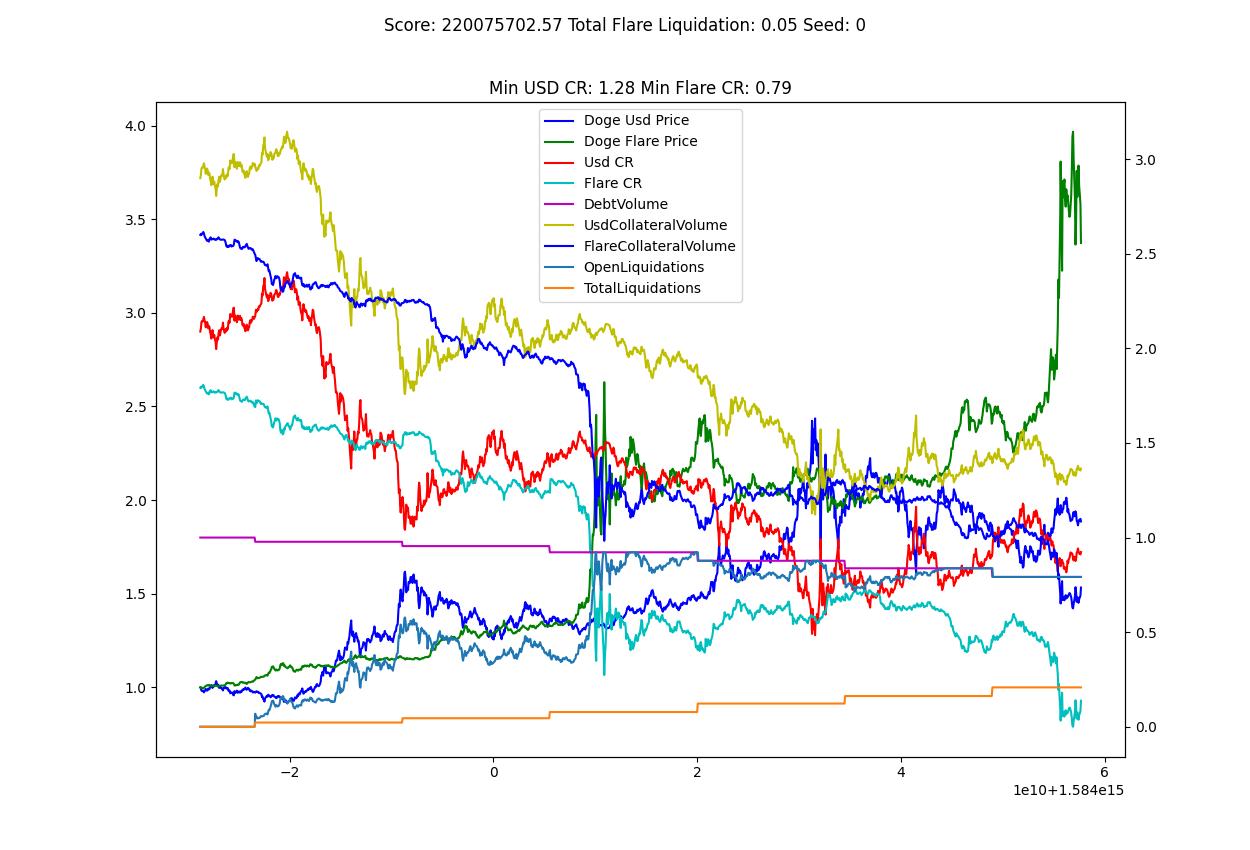 Score: 220075702.57 Total Flare Liquidation: 0.05 Seed: 0
Min USD CR: 1.28 Min Flare CR: 0.79
Doge Usd Price
Doge Flare Price
Usd CR
Flare CR
DebtVolume
UsdCollateralVolume
FlareCollateralVolume
OpenLiquidations
TotalLiquidations
4.0
3.5
3.0
2.5
2.0
1.5
1.0
3.0
2.5
2.0
1.5
1.0
0.5
0.0
−2
0
2
4
6
1e10+1.584e15